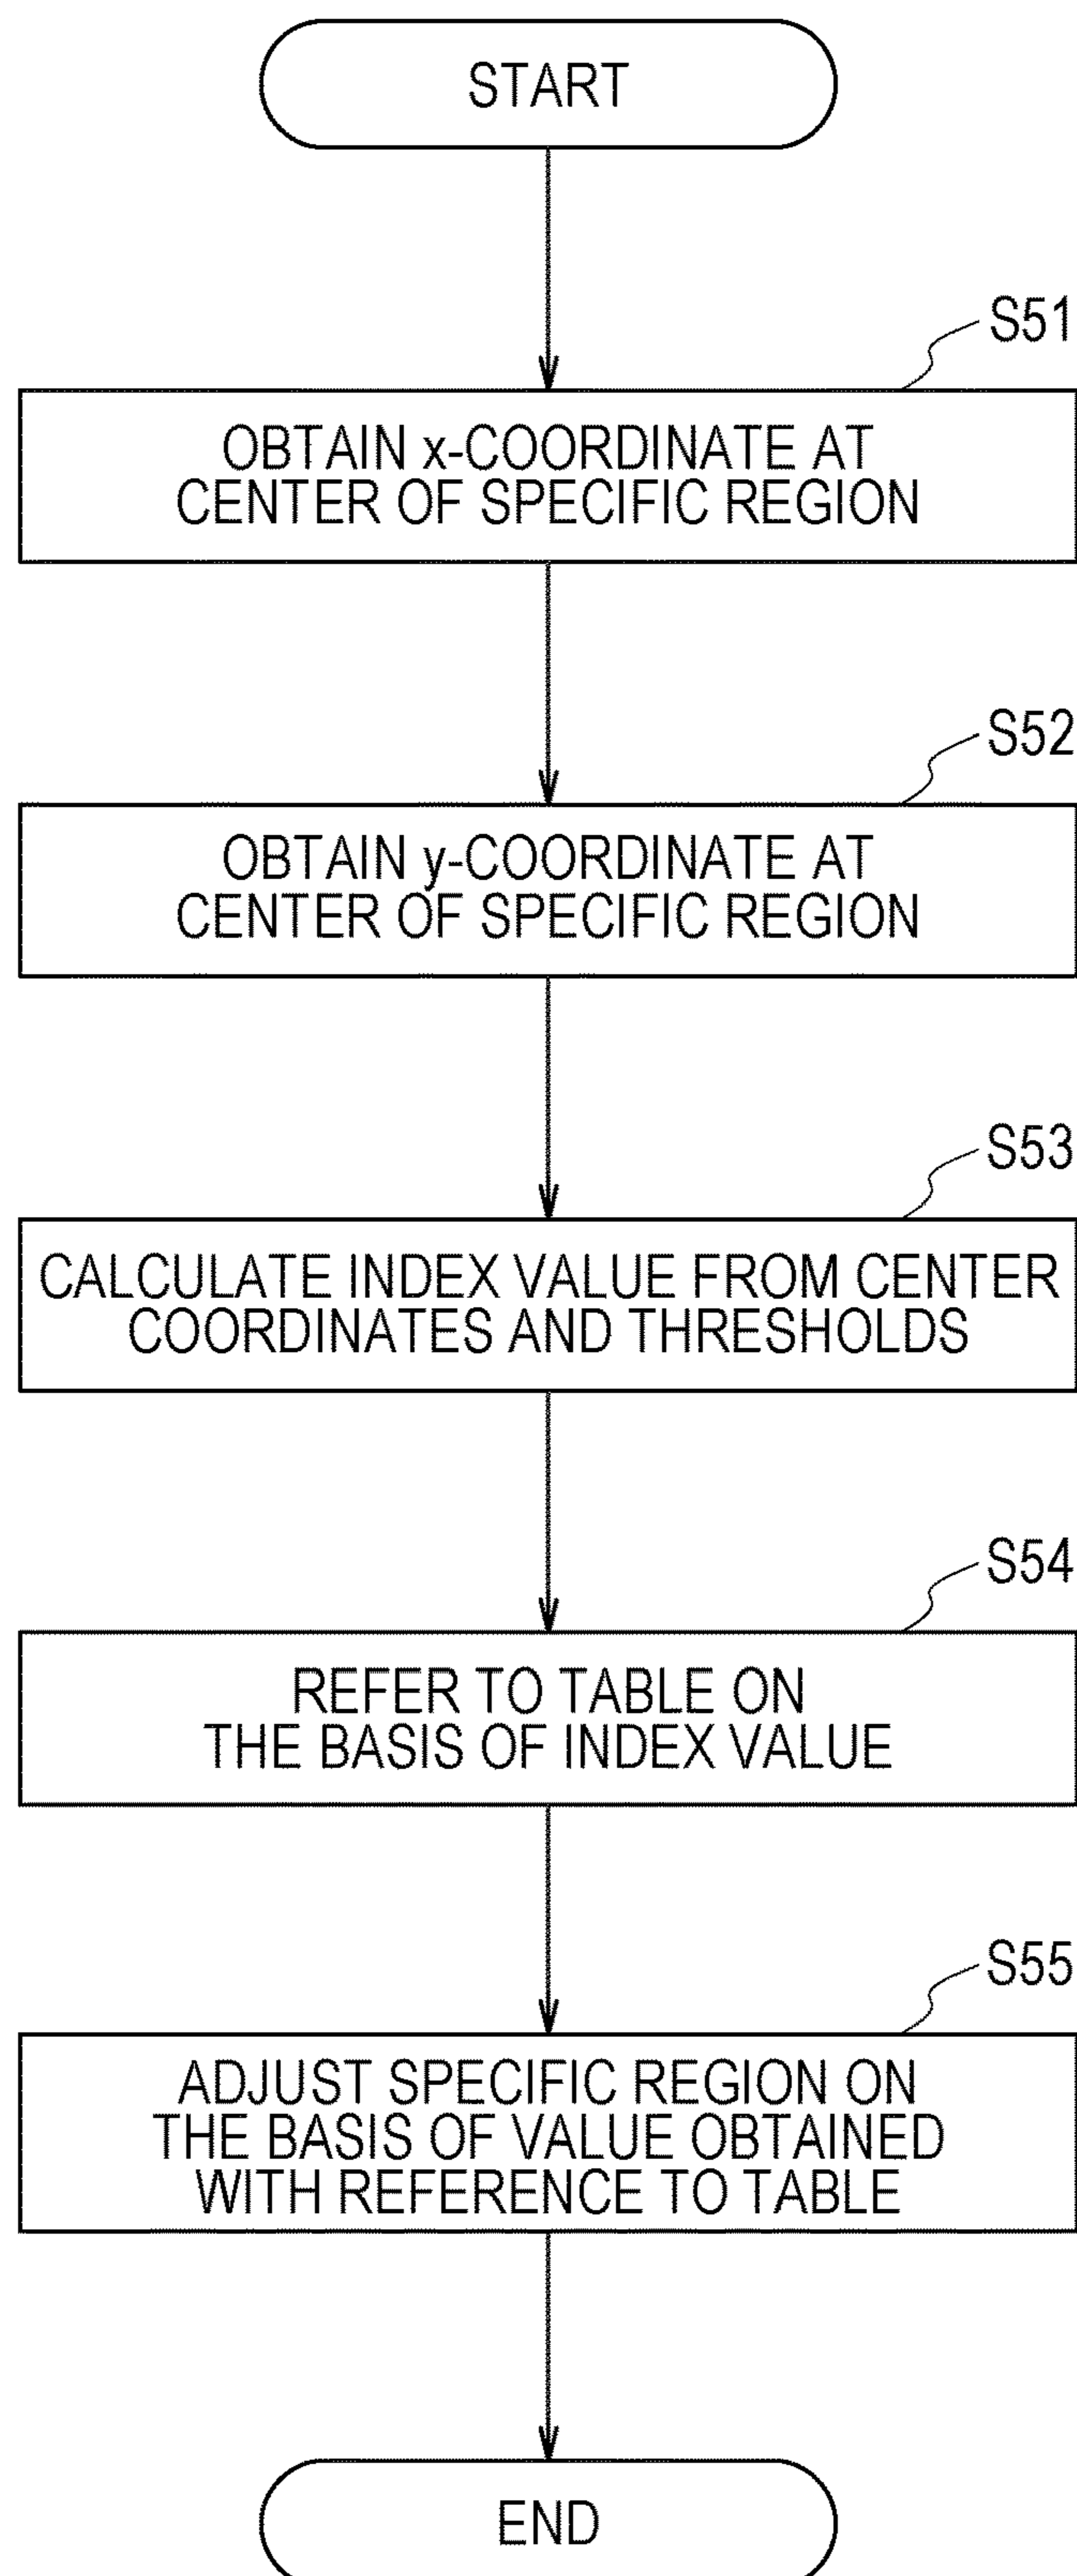 START
S51
OBTAIN x-COORDINATE AT
CENTER OF SPECIFIC REGION
S52
OBTAIN y-COORDINATE AT
CENTER OF SPECIFIC REGION
S53
CALCULATE INDEX VALUE FROM CENTER
COORDINATES AND THRESHOLDS
S54
REFER TO TABLE ON
THE BASIS OF INDEX VALUE
S55
ADJUST SPECIFIC REGION ON
THE BASIS OF VALUE OBTAINED
WITH REFERENCE TO TABLE
END